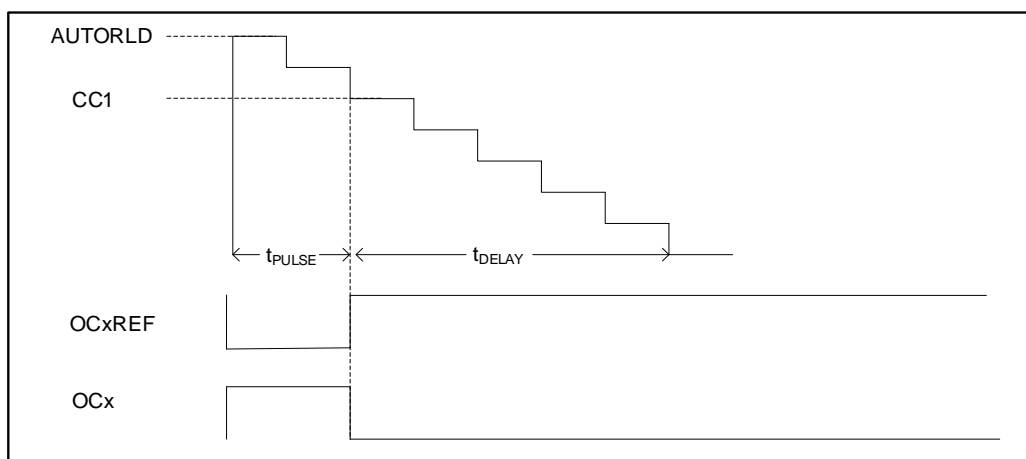 AUTORLD
CC1
tPULSE
tDELAY
OCxREF
OCx